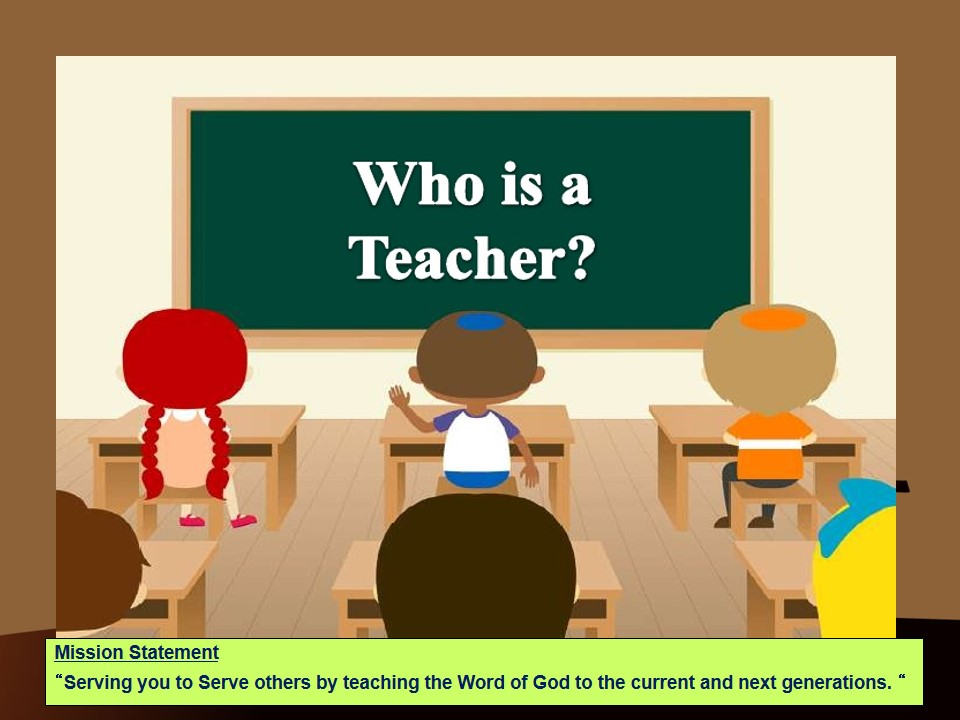 Who is a
Teacher?
Mission Statement
“Serving you to Serve others by teaching the Word of God to the current and next generations. “